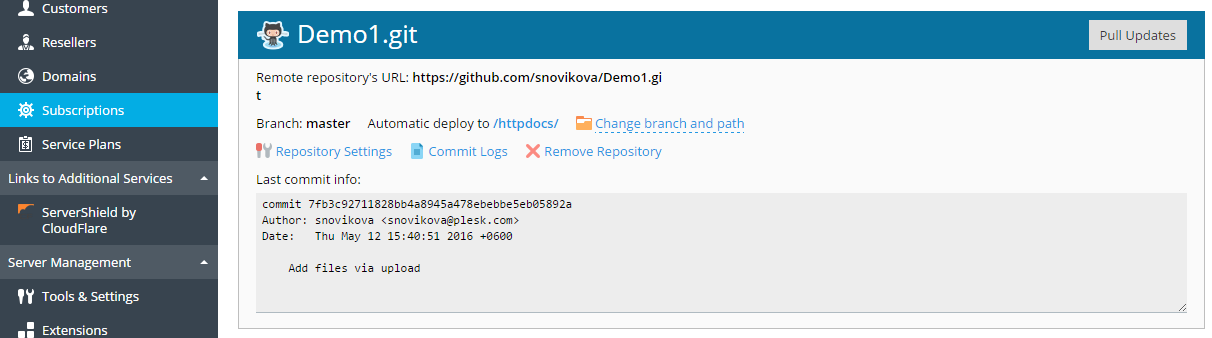 Customers
Resellers
Domains
Subscriptions
Service Plans
Links to Additional Services
ServerShield by
CloudFlare
Server Management
Tools & Settings
Extensions
Demo1.git
Pull Updates
Remote repository's URL: https://github.com/snovikova/Demo1.gi
t
Branch: master Automatic deploy to /httpdocs/ Change branch and path
Repository Settings Commit Logs Remove Repository
Last commit info:
commit 7fb3c92711828bb4a8945a478ebebbe5eb05892a
Author: snovikova <snovikova@plesk.com>
Date: Thu May 12 15:40:51 2016 +0600
Add files via upload